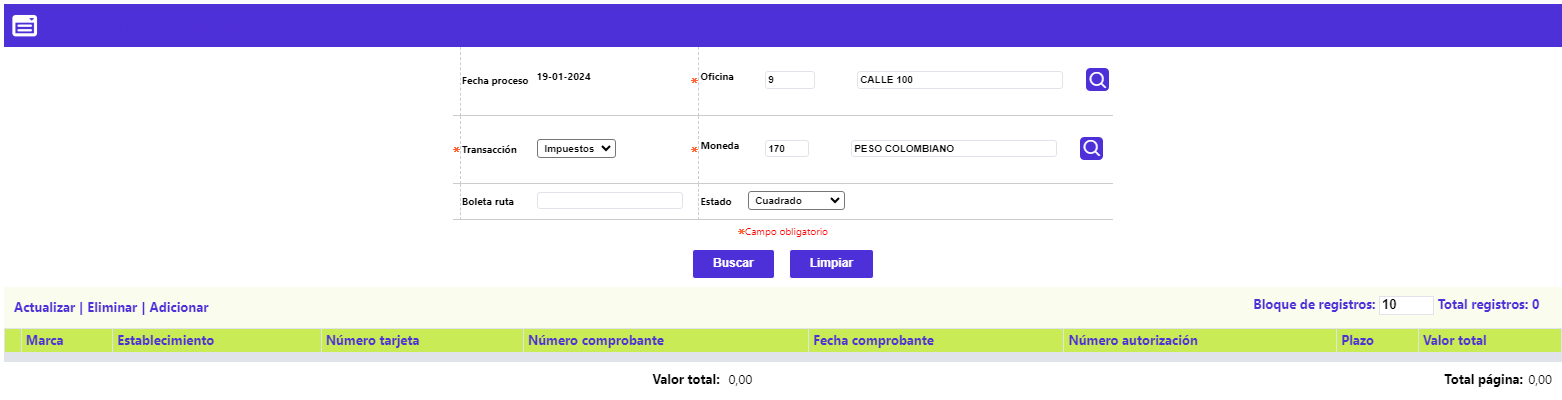 Fecha proceso 19-01-2024 * Oficina 9 CALLE 100
* Transacción Impuestos * Moneda 170 PESO COLOMBIANO
Boleta ruta Estado Cuadrado
*Campo obligatorio
Buscar Limpiar
Actualizar | Eliminar | Adicionar Bloque de registros: 10 Total registros: 0
Marca Establecimiento Número tarjeta Número comprobante Fecha comprobante Número autorización Plazo Valor total
Valor total: 0,00 Total página: 0,00